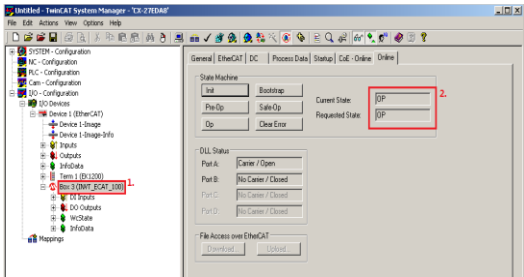 Untitled - TwinCAT System Manager - 'CX-27EDAB'
File Edit Actions View Options Help
SYSTEM - Configuration
NC - Configuration
PLC - Configuration
Cam - Configuration
I/O - Configuration
I/O Devices
Device 1 (EtherCAT)
Device 1-Image
Device 1-Image-Info
Inputs
Outputs
InfoData
Term 1 (EK1200)
Box 3 (INVT_ECAT_100)
1.
DI Inputs
DO Outputs
WcState
InfoData
Mappings
General EtherCAT DC Process Data Startup CoE - Online Online
State Machine
Init Bootstrap
Pre-Op Safe-Op
Op Clear Error
Current State: OP
Requested State: OP
2.
DLL Status
Port A: Carrier / Open
Port B: No Carrier / Closed
Port C: No Carrier / Closed
Port D: No Carrier / Closed
File Access over EtherCAT
Download... Upload...